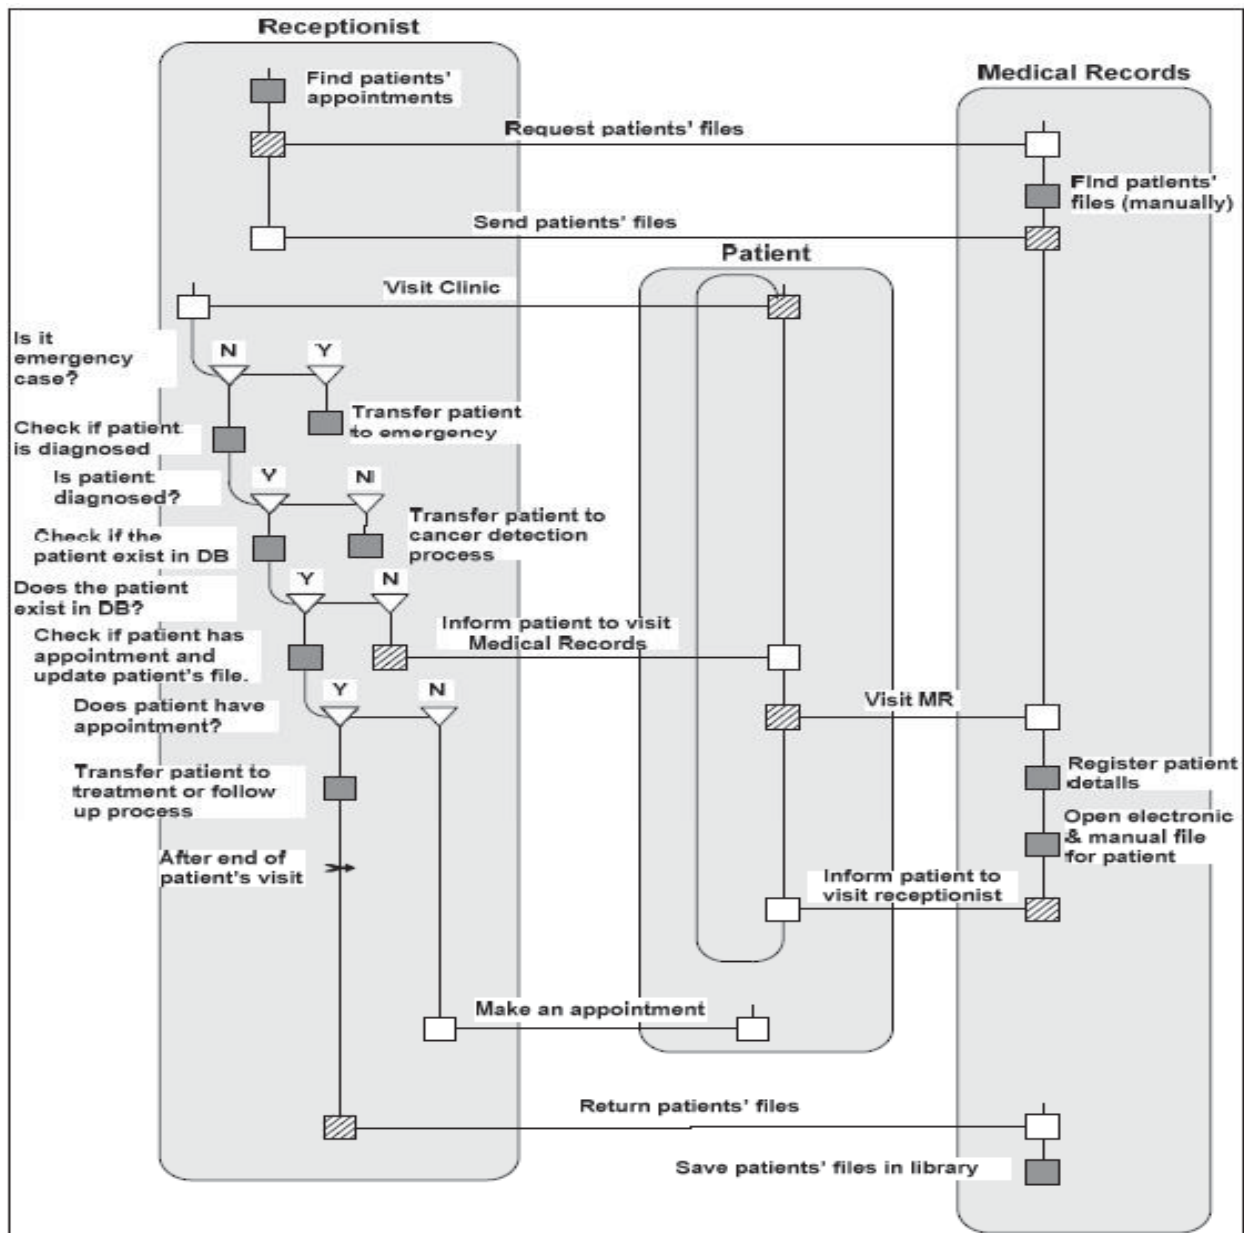 Receptionist
Find patients'
appointments
Medical Records
Request patients' files
FInd patients'
files (manually)
Send patients' files
Patient
Visit Clinic
Is it
emergency
case?
N
Y
Transfer patient
to emergency
Check if patient
is diagnosed
Is patient
diagnosed?
Y
N
Transfer patient to
cancer detection
process
Check if the
patient exist in DB
Does the patient
exist in DB?
Y
N
Inform patient to visit
Medical Records
Check if patient has
appointment and
update patient's file.
Y
N
Does patient have
appointment?
Visit MR
Transfer patient to
treatment or follow
up process
Register patient
details
Open electronic
& manual file
for patient
After end of
patient's visit
Inform patient to
visit receptionist
Make an appointment
Return patients' files
Save patients' files in library